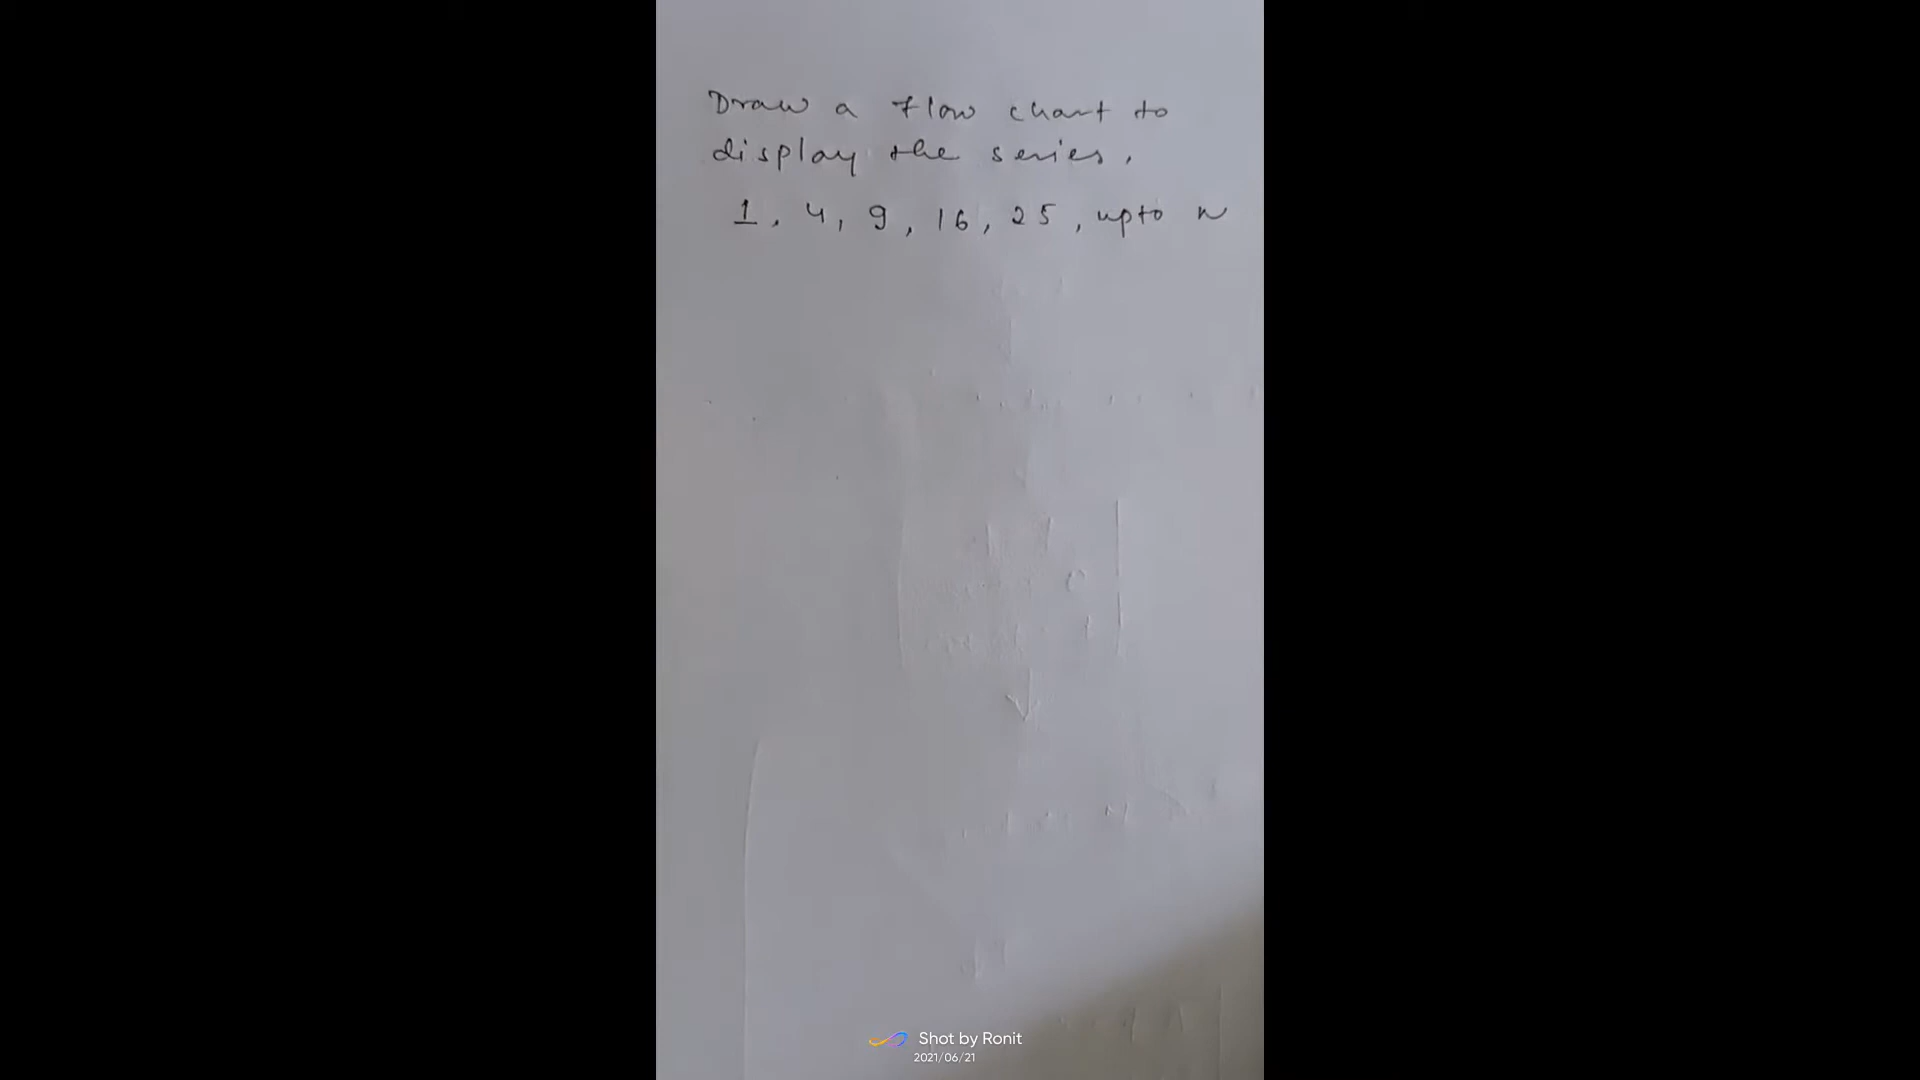 Draw a Flow chart to
display the series.
1, 4, 9, 16, 25, upto N
Shot by Ronit
2021/06/21